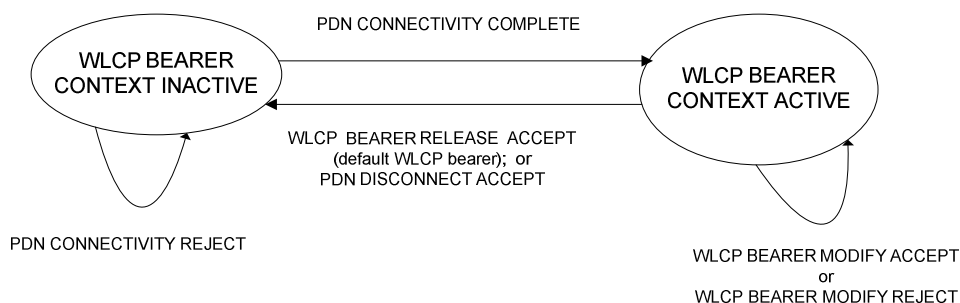 PDN CONNECTIVITY COMPLETE
WLCP BEARER
CONTEXT INACTIVE
WLCP BEARER
CONTEXT ACTIVE
WLCP BEARER RELEASE ACCEPT
(default WLCP bearer); or
PDN DISCONNECT ACCEPT
PDN CONNECTIVITY REJECT
WLCP BEARER MODIFY ACCEPT
or
WLCP BEARER MODIFY REJECT